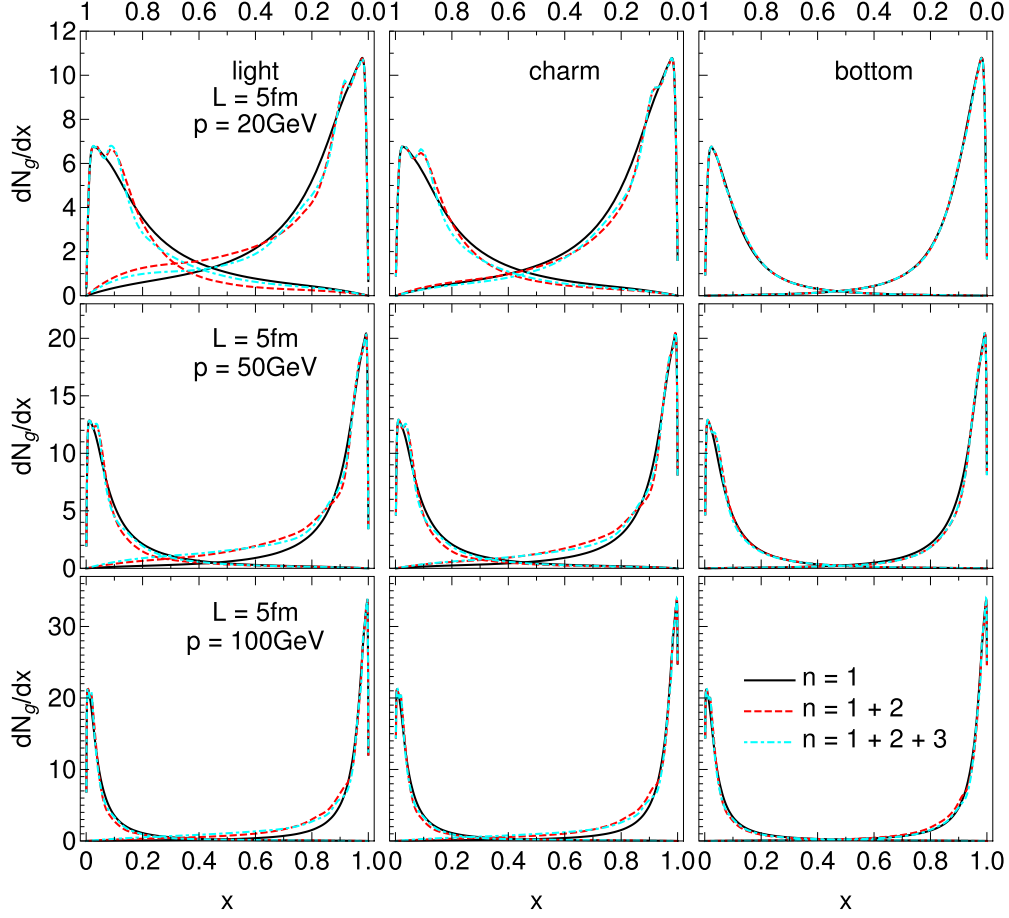 1 0.8 0.6 0.4 0.2 0.0 1 0.8 0.6 0.4 0.2 0.0 1 0.8 0.6 0.4 0.2 0.0
12
10
8
6
4
2
0
dN_g/dx
light
L = 5fm
p = 20GeV
charm
bottom
20
15
10
5
0
dN_g/dx
L = 5fm
p = 50GeV
30
20
10
0
dN_g/dx
L = 5fm
p = 100GeV
n = 1
n = 1 + 2
n = 1 + 2 + 3
0 0.2 0.4 0.6 0.8 1.0 0 0.2 0.4 0.6 0.8 1.0 0 0.2 0.4 0.6 0.8 1.0
x x x